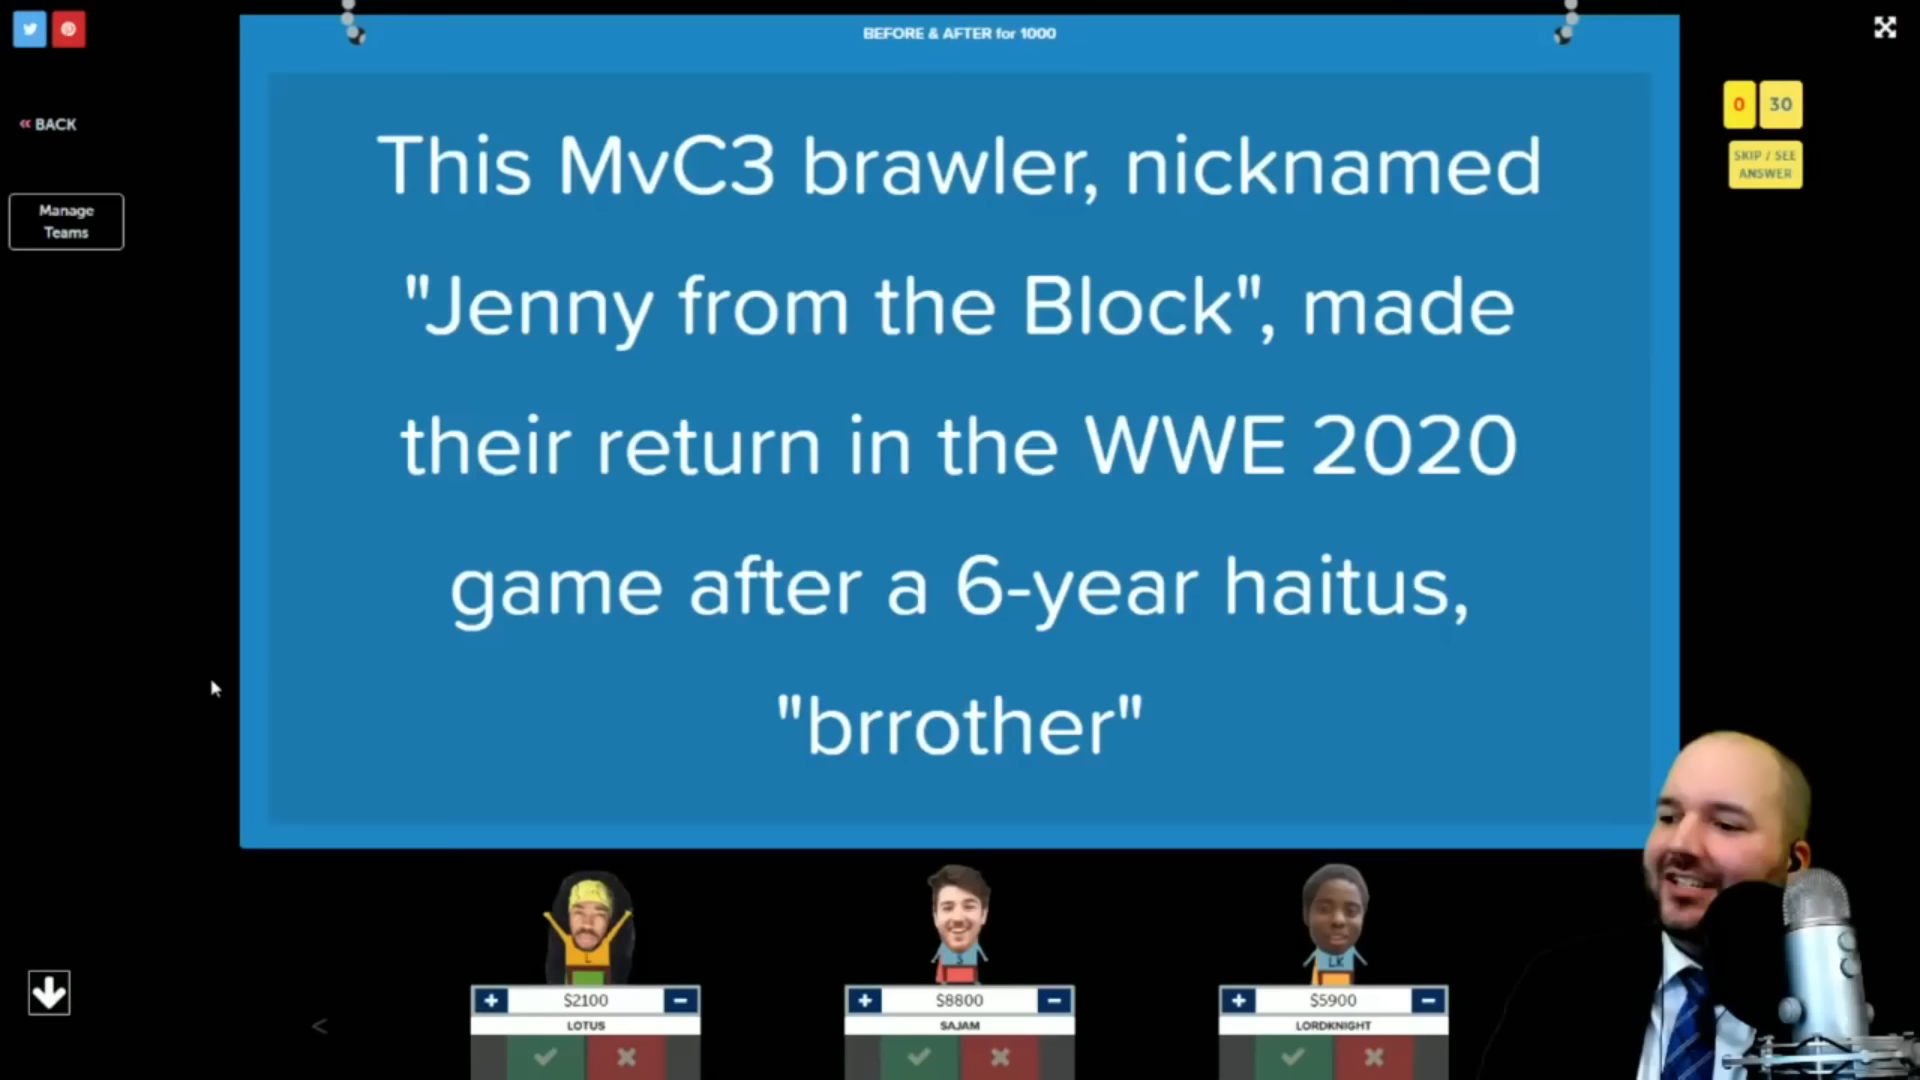 BEFORE & AFTER for 1000
« BACK
0 30
SKIP / SEE
ANSWER
Manage
Teams
This MvC3 brawler, nicknamed
"Jenny from the Block", made
their return in the WWE 2020
game after a 6-year haitus,
"brrother"
L
S
LK
+ $2100 −
+ $8800 −
+ $5900 −
LOTUS
SAJAM
LORDKNIGHT